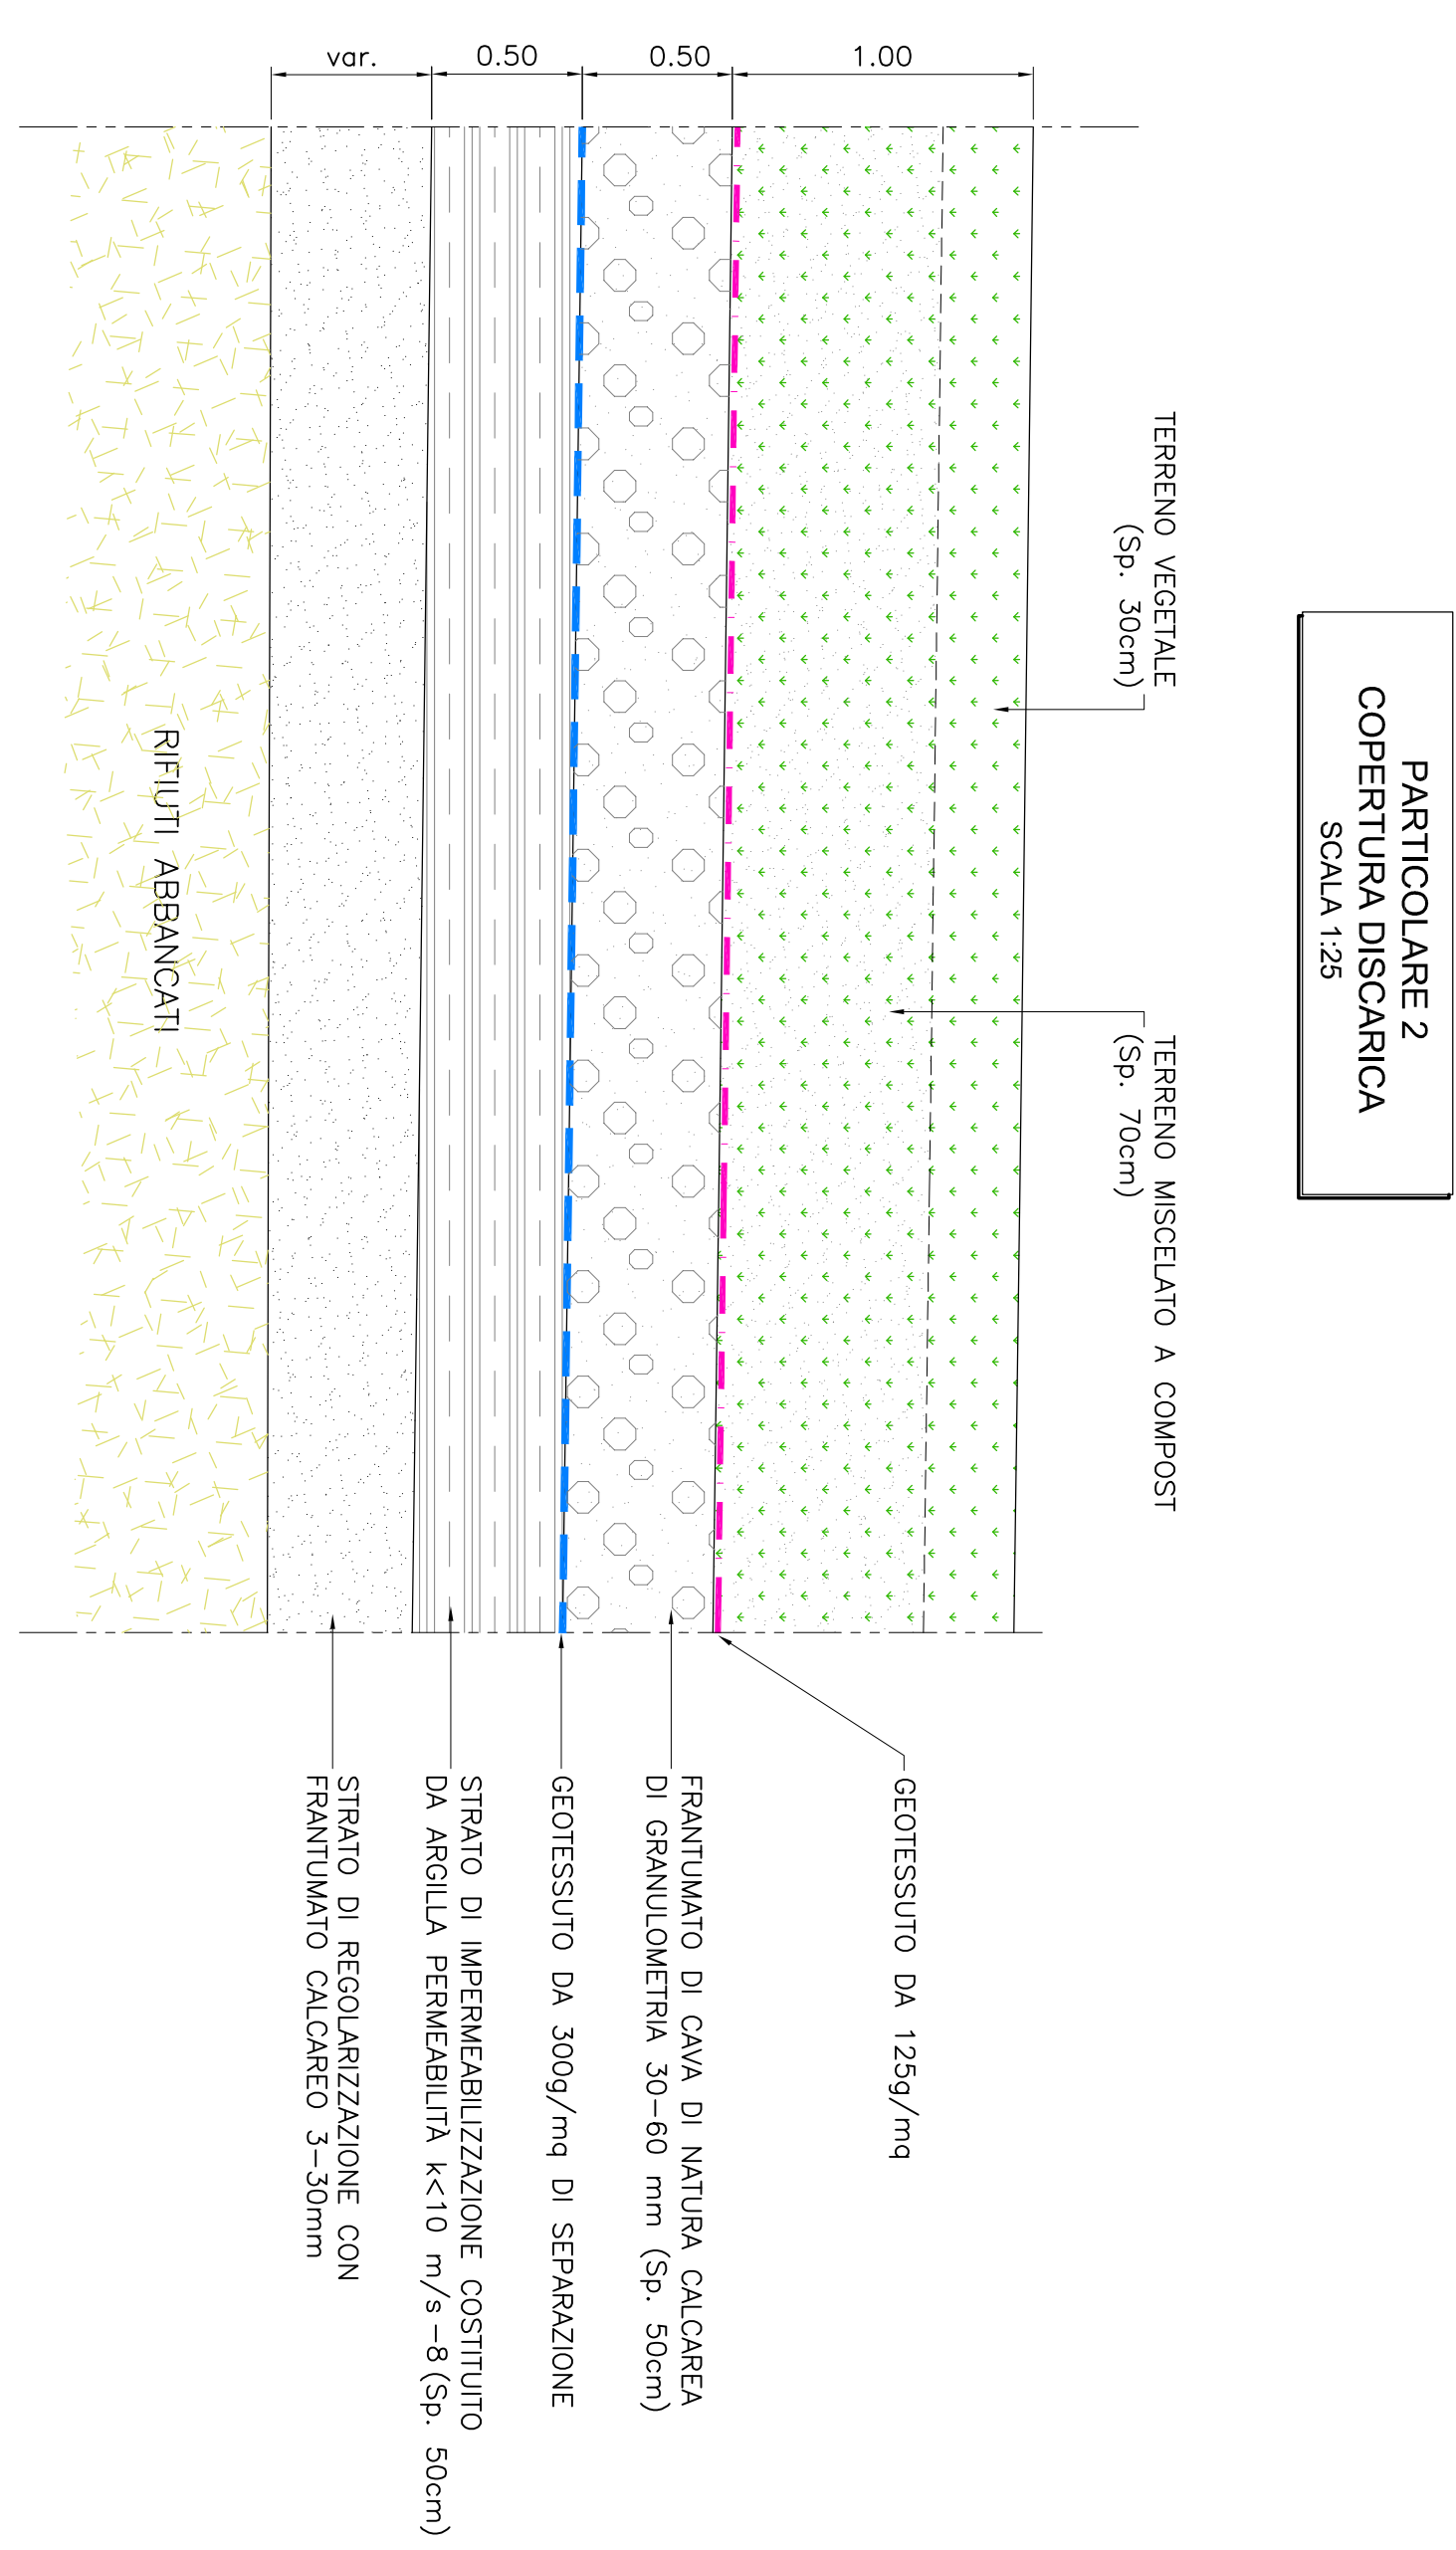 PARTICOLARE 2
COPERTURA DISCARICA
SCALA 1:25
TERRENO VEGETALE
(Sp. 30cm)
TERRENO MISCELATO A COMPOST
(Sp. 70cm)
1.00
0.50
0.50
var.
GEOTESSUTO DA 125g/mq
FRANTUMATO DI CAVA DI NATURA CALCAREA
DI GRANULOMETRIA 30-60 mm (Sp. 50cm)
GEOTESSUTO DA 300g/mq DI SEPARAZIONE
STRATO DI IMPERMEABILIZZAZIONE COSTITUITO
DA ARGILLA PERMEABILITÀ k<10 m/s -8(Sp. 50cm)
STRATO DI REGOLARIZZAZIONE CON
FRANTUMATO CALCAREO 3-30mm
RIFIUTI ABBANCATI